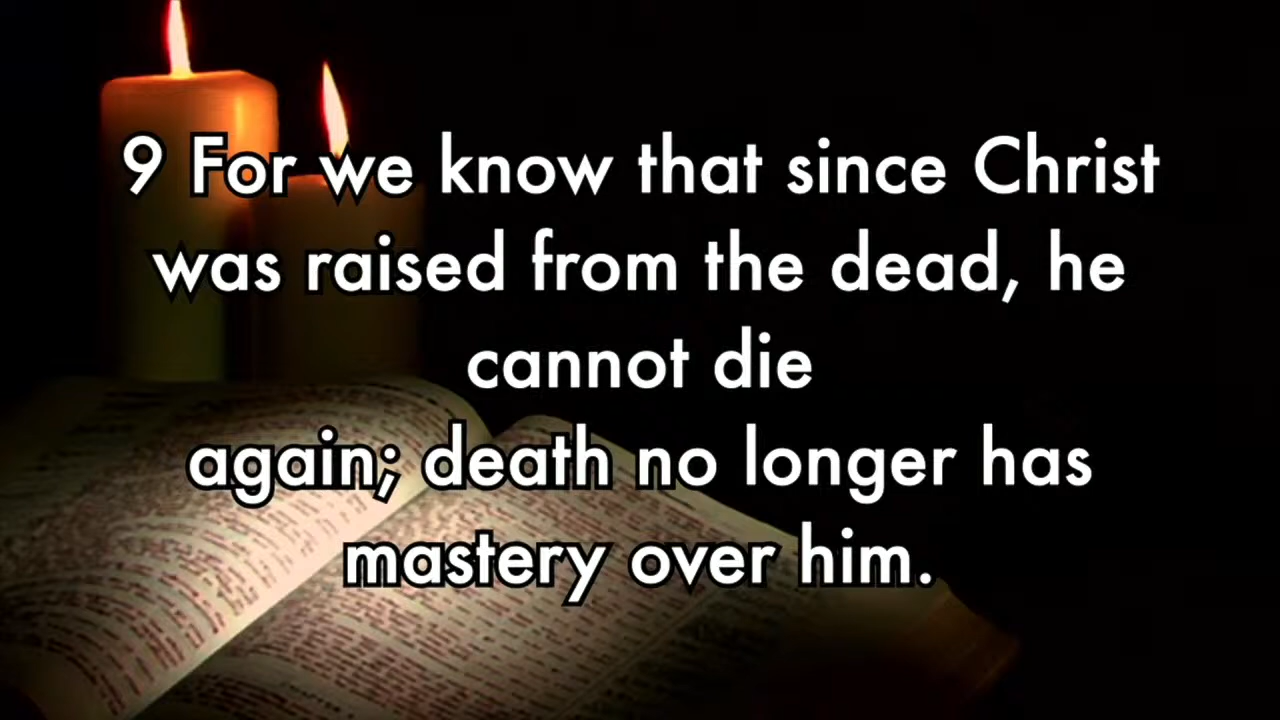 9 For we know that since Christ
was raised from the dead, he
cannot die
again; death no longer has
mastery over him.